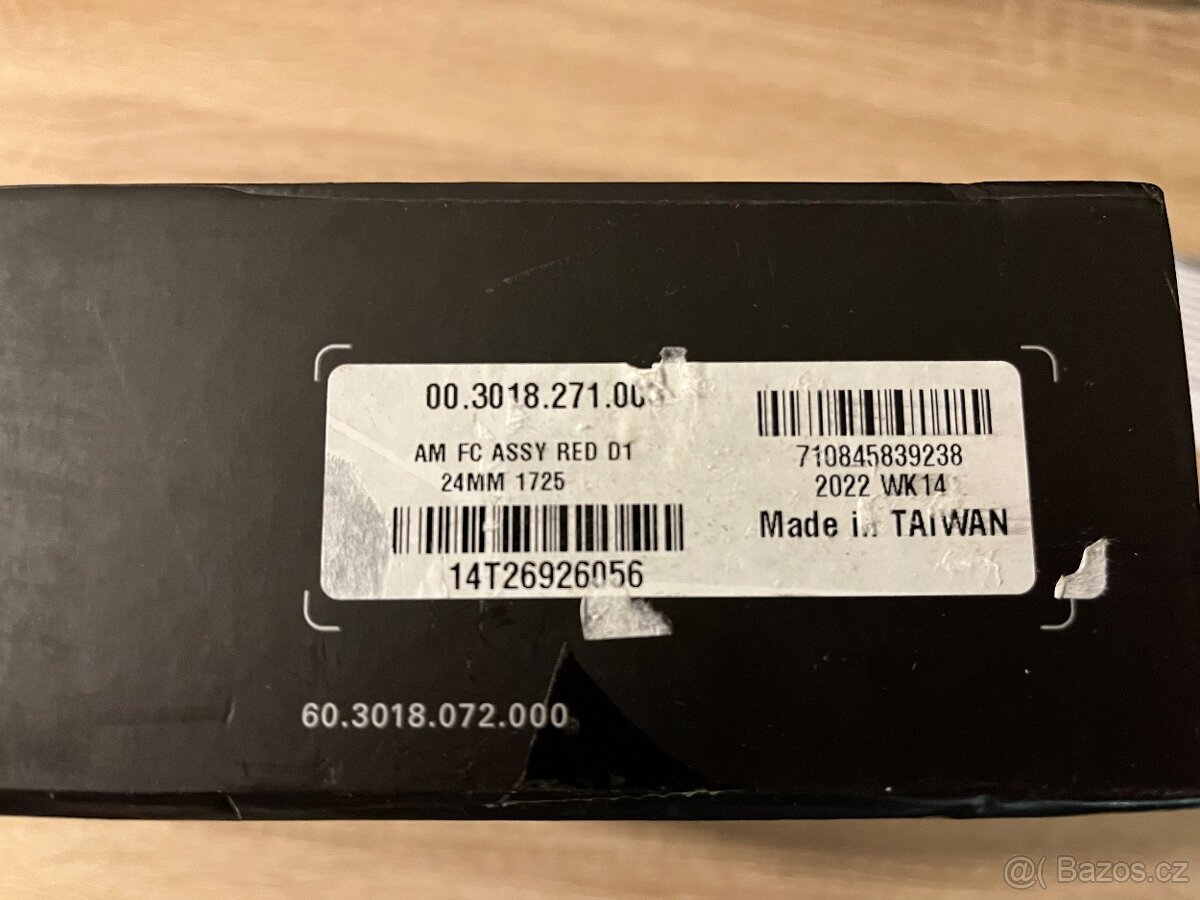 00.3018.271.00
AM FC ASSY RED D1
24MM 1725
14T26926056
710845839238
2022 WK14
Made in TAIWAN
60.3018.072.000
@( Bazos.cz